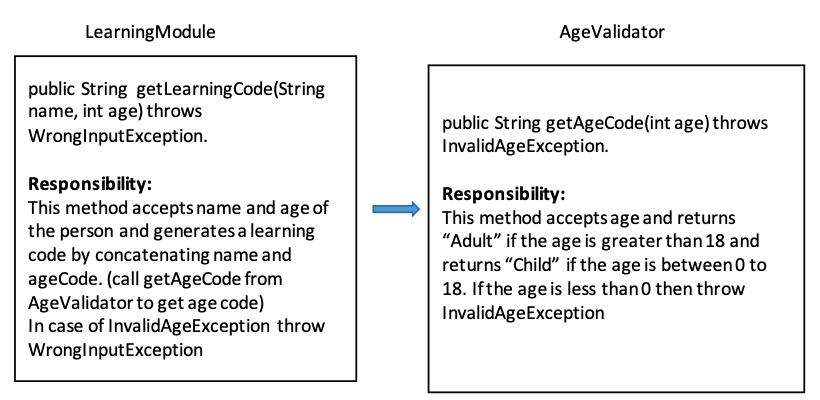 LearningModule
public String getLearningCode(String
name, int age) throws
WrongInputException.
Responsibility:
This method accepts name and age of
the person and generates a learning
code by concatenating name and
ageCode. (call getAgeCode from
AgeValidator to get age code)
In case of InvalidAgeException throw
WrongInputException
AgeValidator
public String getAgeCode(int age) throws
InvalidAgeException.
Responsibility:
This method accepts age and returns
“Adult” if the age is greater than 18 and
returns “Child” if the age is between 0 to
18. If the age is less than 0 then throw
InvalidAgeException